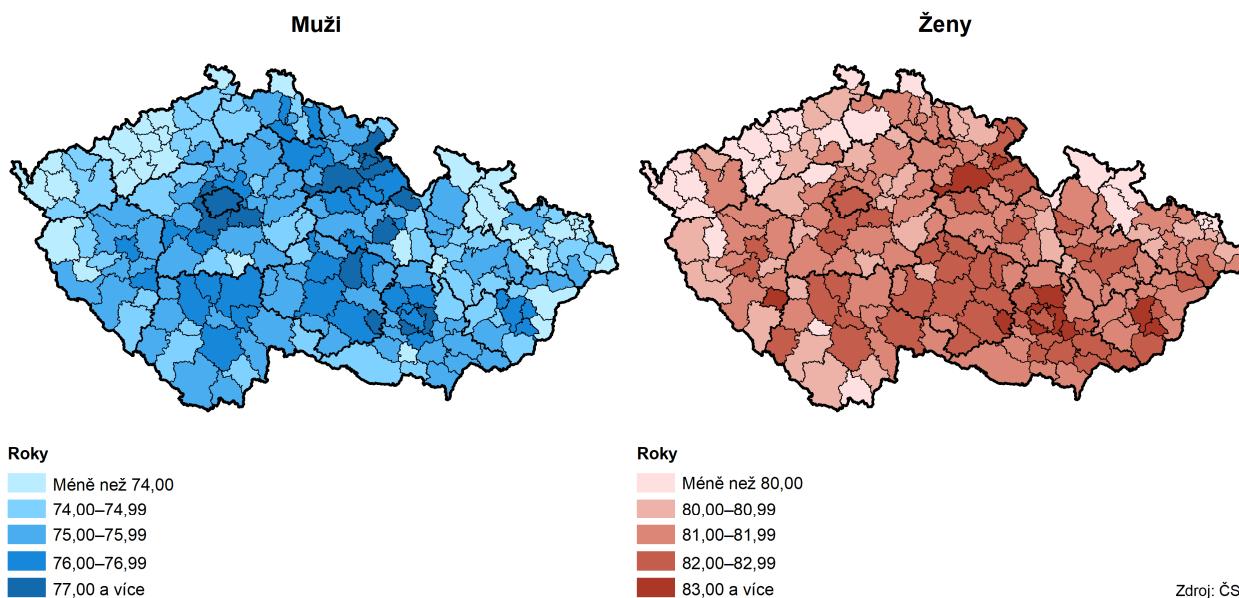 Muži
Ženy
Roky
Méně než 74,00
74,00–74,99
75,00–75,99
76,00–76,99
77,00 a více
Roky
Méně než 80,00
80,00–80,99
81,00–81,99
82,00–82,99
83,00 a více
Zdroj: ČS